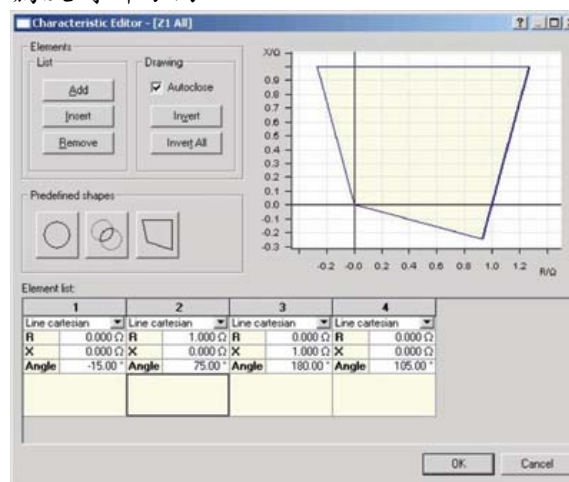 Characteristic Editor - [Z1 All]
Elements
List
Add
Insert
Remove
Drawing
Autoclose
Invert
Invert All
Predefined shapes
X/Ω
0.9
0.8
0.7
0.6
0.5
0.4
0.3
0.2
0.1
0.0
-0.1
-0.2
-0.3
-0.2 -0.0 0.2 0.4 0.6 0.8 1.0 1.2
R/Ω
Element list:
1 2 3 4
Line cartesian Line cartesian Line cartesian Line cartesian
R 0.000 Ω R 1.000 Ω R 0.000 Ω R 0.000 Ω
X 0.000 Ω X 0.000 Ω X 1.000 Ω X 0.000 Ω
Angle -15.00 ° Angle 75.00 ° Angle 180.00 ° Angle 105.00 °
OK Cancel